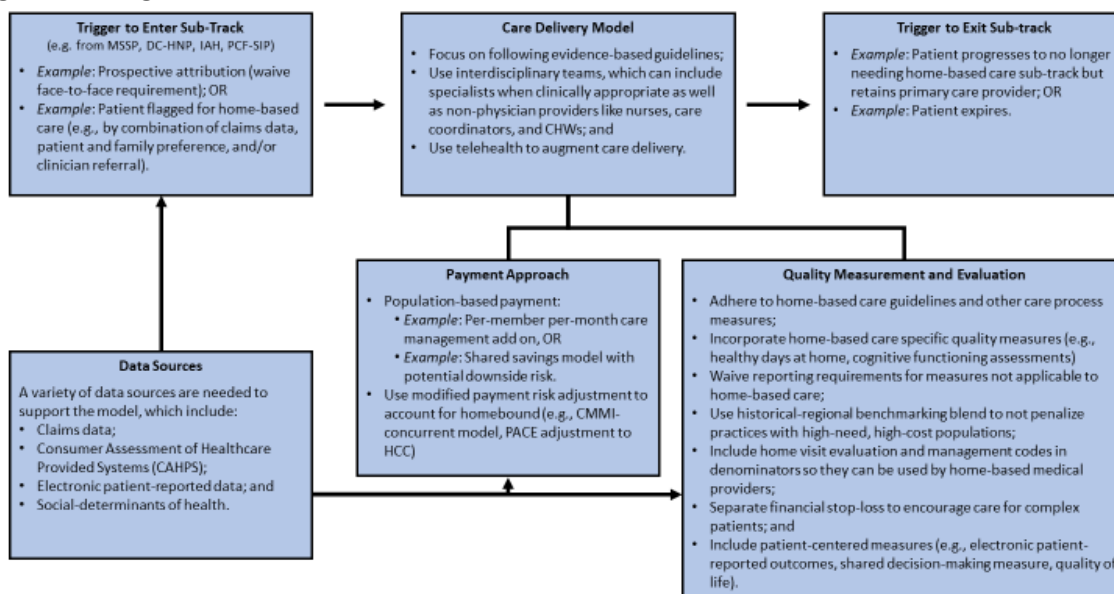 Trigger to Enter Sub-Track
(e.g. from MSSP, DC-HNP, IAH, PCF-SIP)
• Example: Prospective attribution (waive
face-to-face requirement); OR
• Example: Patient flagged for home-based
care (e.g., by combination of claims data,
patient and family preference, and/or
clinician referral).
Care Delivery Model
• Focus on following evidence-based guidelines;
• Use interdisciplinary teams, which can include
specialists when clinically appropriate as well
as non-physician providers like nurses, care
coordinators, and CHWs; and
• Use telehealth to augment care delivery.
Trigger to Exit Sub-track
• Example: Patient progresses to no longer
needing home-based care sub-track but
retains primary care provider; OR
• Example: Patient expires.
Data Sources
A variety of data sources are needed to
support the model, which include:
• Claims data;
• Consumer Assessment of Healthcare
Provided Systems (CAHPS);
• Electronic patient-reported data; and
• Social-determinants of health.
Payment Approach
• Population-based payment:
• Example: Per-member per-month care
management add on, OR
• Example: Shared savings model with
potential downside risk.
• Use modified payment risk adjustment to
account for homebound (e.g., CMMI-
concurrent model, PACE adjustment to
HCC)
Quality Measurement and Evaluation
• Adhere to home-based care guidelines and other care process
measures;
• Incorporate home-based care specific quality measures (e.g.,
healthy days at home, cognitive functioning assessments)
• Waive reporting requirements for measures not applicable to
home-based care;
• Use historical-regional benchmarking blend to not penalize
practices with high-need, high-cost populations;
• Include home visit evaluation and management codes in
denominators so they can be used by home-based medical
providers;
• Separate financial stop-loss to encourage care for complex
patients; and
• Include patient-centered measures (e.g., electronic patient-
reported outcomes, shared decision-making measure, quality of
life).